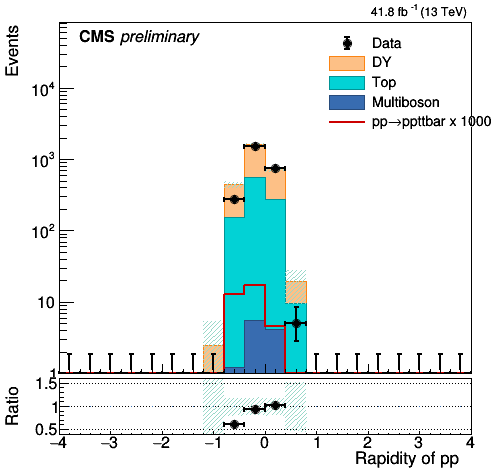 41.8 fb⁻¹ (13 TeV)
CMS preliminary
Events
Data
DY
Top
Multiboson
pp→ppttbar x 1000
10⁴
10³
10²
10
1
Ratio
1.5
1
0.5
−4 −3 −2 −1 0 1 2 3 4
Rapidity of pp